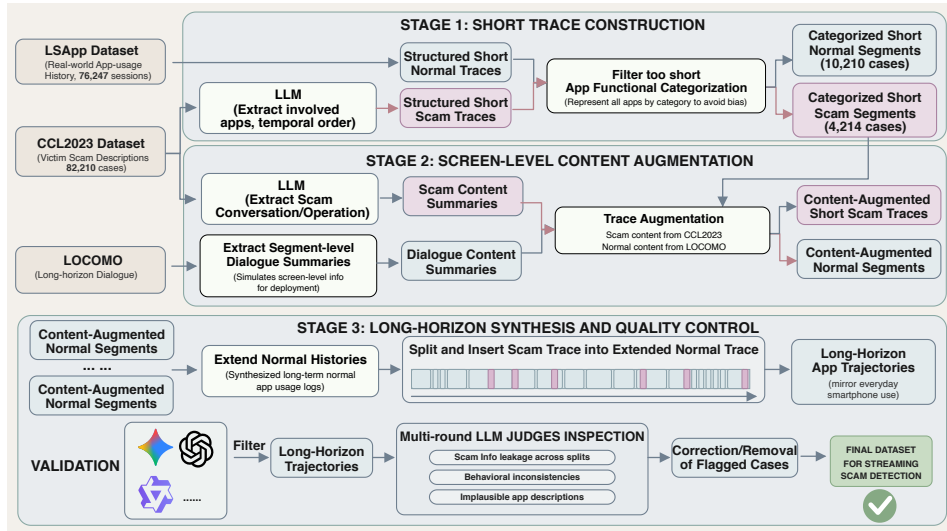 STAGE 1: SHORT TRACE CONSTRUCTION
LSApp Dataset
(Real-world App-usage
History, 76,247 sessions)
Structured Short
Normal Traces
LLM
(Extract involved
apps, temporal order)
Structured Short
Scam Traces
Filter too short
App Functional Categorization
(Represent all apps by category to avoid bias)
Categorized Short
Normal Segments
(10,210 cases)
Categorized Short
Scam Segments
(4,214 cases)
CCL2023 Dataset
(Victim Scam Descriptions
82,210 cases)
STAGE 2: SCREEN-LEVEL CONTENT AUGMENTATION
LLM
(Extract Scam
Conversation/Operation)
Scam Content
Summaries
LOCOMO
(Long-horizon Dialogue)
Extract Segment-level
Dialogue Summaries
(Simulates screen-level info
for deployment)
Dialogue Content
Summaries
Trace Augmentation
Scam content from CCL2023
Normal content from LOCOMO
Content-Augmented
Short Scam Traces
Content-Augmented
Normal Segments
STAGE 3: LONG-HORIZON SYNTHESIS AND QUALITY CONTROL
Content-Augmented
Normal Segments
... ...
Content-Augmented
Normal Segments
Extend Normal Histories
(Synthesized long-term normal
app usage logs)
Split and Insert Scam Trace into Extended Normal Trace
Long-Horizon
App Trajectories
(mirror everyday
smartphone use)
VALIDATION
......
Filter
Long-Horizon
Trajectories
Multi-round LLM JUDGES INSPECTION
Scam Info leakage across splits
Behavioral inconsistencies
Implausible app descriptions
Correction/Removal
of Flagged Cases
FINAL DATASET
FOR STREAMING
SCAM DETECTION